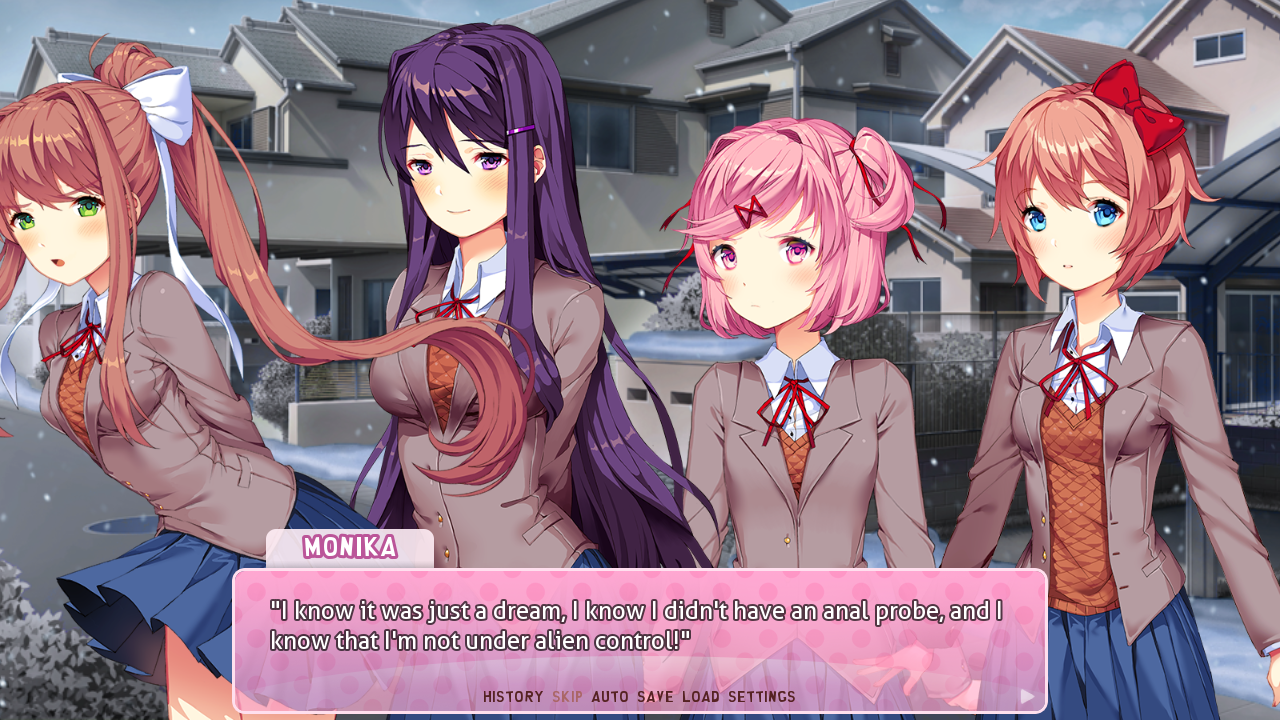 MONIKA
"I know it was just a dream, I know I didn't have an anal probe, and I
know that I'm not under alien control!"
HISTORY SKIP AUTO SAVE LOAD SETTINGS